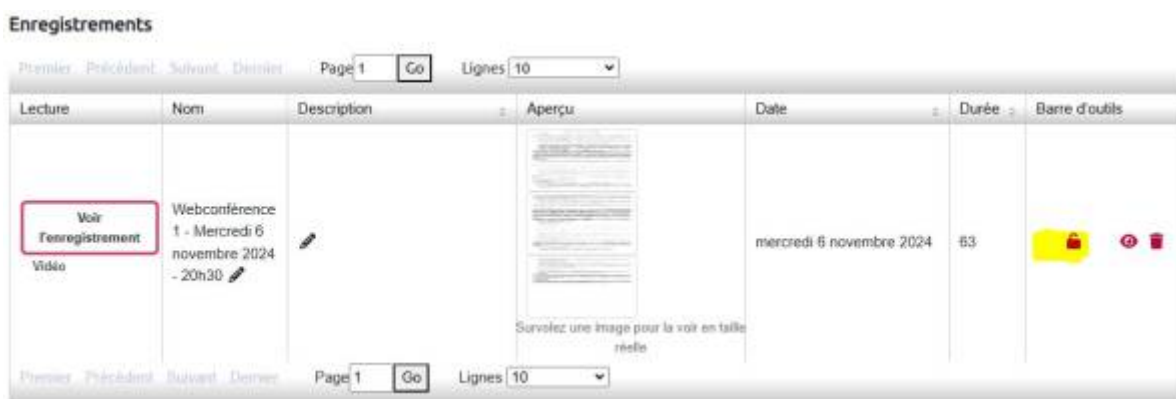 Enregistrements
Premier Précédent Suivant Dernier Page 1 Go Lignes 10
Lecture Nom Description Aperçu Date Durée Barre d'outils
Voir
l'enregistrement
Vidéo
Webconférence
1 - Mercredi 6
novembre 2024
- 20h30
Survolez une image pour la voir en taille
réelle
mercredi 6 novembre 2024
63
Premier Précédent Suivant Dernier Page 1 Go Lignes 10